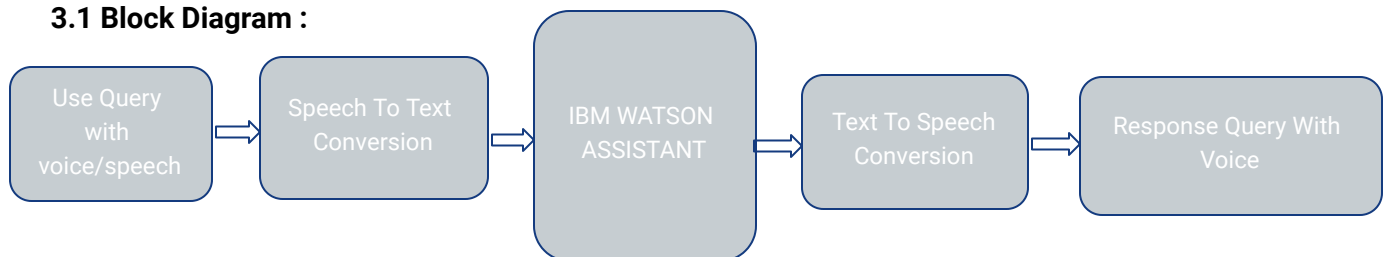 3.1 Block Diagram :
Use Query
with
voice/speech
Speech To Text
Conversion
IBM WATSON
ASSISTANT
Text To Speech
Conversion
Response Query With
Voice